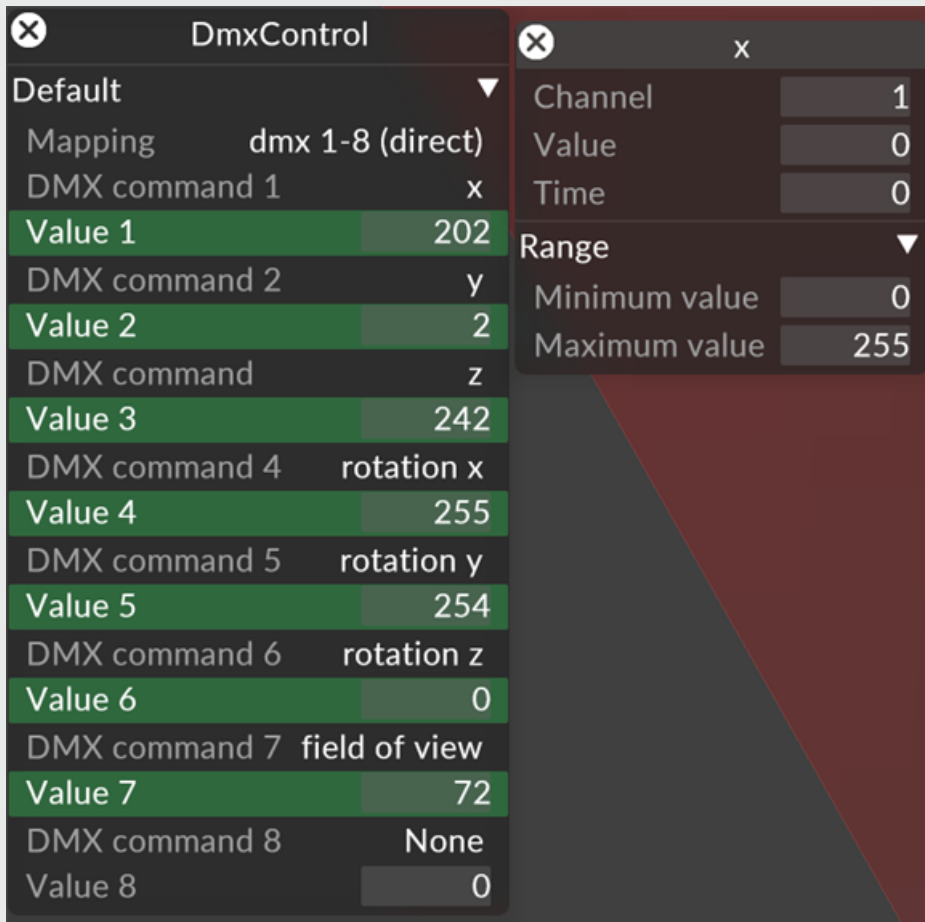 DmxControl
Default
Mapping dmx 1-8 (direct)
DMX command 1 x
Value 1 202
DMX command 2 y
Value 2 2
DMX command z
Value 3 242
DMX command 4 rotation x
Value 4 255
DMX command 5 rotation y
Value 5 254
DMX command 6 rotation z
Value 6 0
DMX command 7 field of view
Value 7 72
DMX command 8 None
Value 8 0
x
Channel 1
Value 0
Time 0
Range
Minimum value 0
Maximum value 255